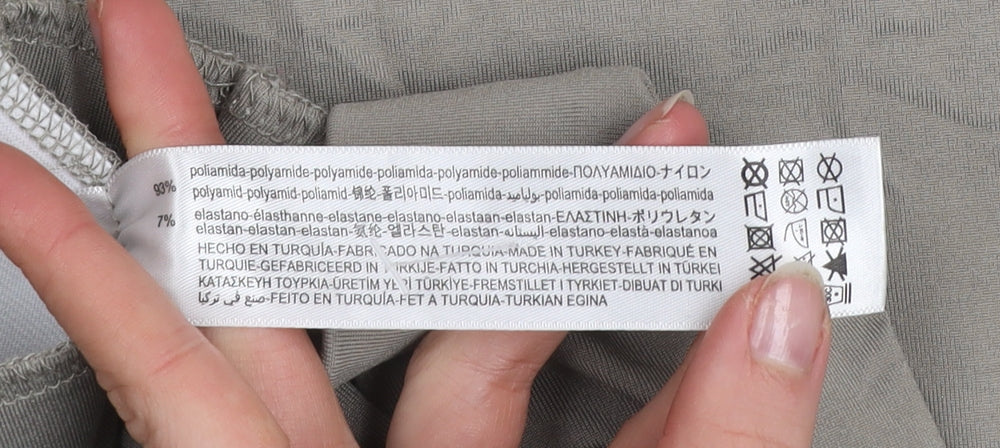 93% poliamida-polyamide-polyamide-poliamida-polyamide-poliammide-ΠΟΛΥΑΜΙΔΙΟ-ナイロン
polyamid-polyamid-poliamid-锦纶-폴리아미드-poliamida-بولياميد-poliamida-poliamida-poliamida
7% elastano-élasthanne-elastane-elastano-elastaan-elastan-ΕΛΑΣΤΙΝΗ-ポリウレタン
elastan-elastan-elastan-氨纶-엘라스탄-elastan-اليستانه-elastan-elastano-elastà-elastanoa
HECHO EN TURQUÍA-FABRICADO NA TURQUIA-MADE IN TURKEY-FABRIQUÉ EN
TURQUIE-GEFABRICEERD IN TURKIJE-FATTO IN TURCHIA-HERGESTELLT IN TÜRKEI
ΚΑΤΑΣΚΕΥΗ ΤΟΥΡΚΙΑ-ÜRETİM YERİ TÜRKİYE-FREMSTILLET I TYRKIET-DIBUAT DI TURKI
صنع في تركيا-FEITO EN TURQUÍA-FET A TURQUIA-TURKIAN EGINA